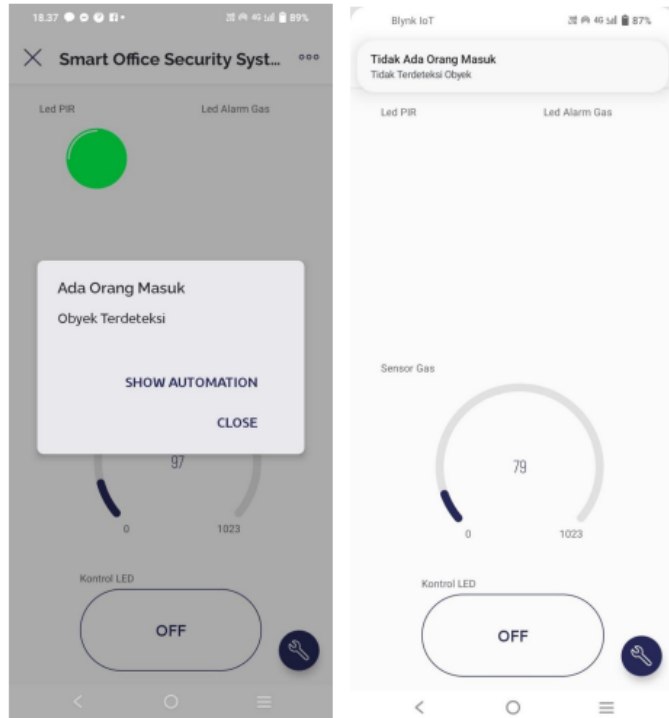 18.37
4G 89%
Smart Office Security Syst...
Led PIR
Led Alarm Gas
Ada Orang Masuk
Obyek Terdeteksi
SHOW AUTOMATION
CLOSE
97
0
1023
Kontrol LED
OFF
Blynk IoT
4G 87%
Tidak Ada Orang Masuk
Tidak Terdeteksi Obyek
Led PIR
Led Alarm Gas
Sensor Gas
79
0
1023
Kontrol LED
OFF